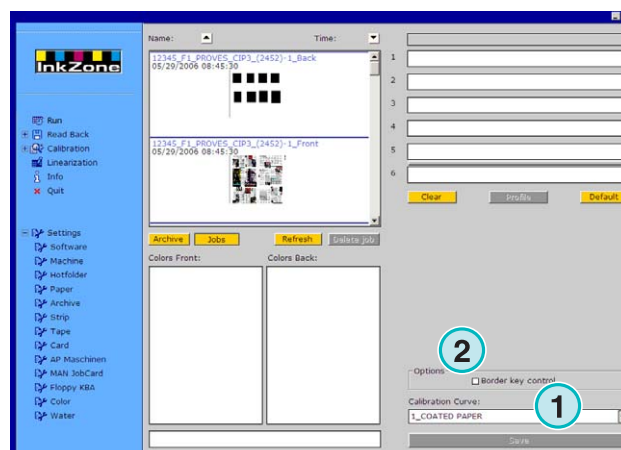 InkZone
Run
Read Back
Calibration
Linearization
Info
Quit
Settings
Software
Machine
Hotfolder
Paper
Archive
Strip
Tape
Card
AP Maschinen
MAN JobCard
Floppy KBA
Color
Water
Name:
Time:
12345_F1_PROVES_CIP3_(2452)-1_Back
05/29/2006 08:45:30
12345_F1_PROVES_CIP3_(2452)-1_Front
05/29/2006 08:45:30
Archive
Jobs
Refresh
Delete job
Colors Front:
Colors Back:
1
2
3
4
5
6
Clear
Profile
Default
2
Options
Border key control
Calibration Curve:
1
1_COATED PAPER
Save